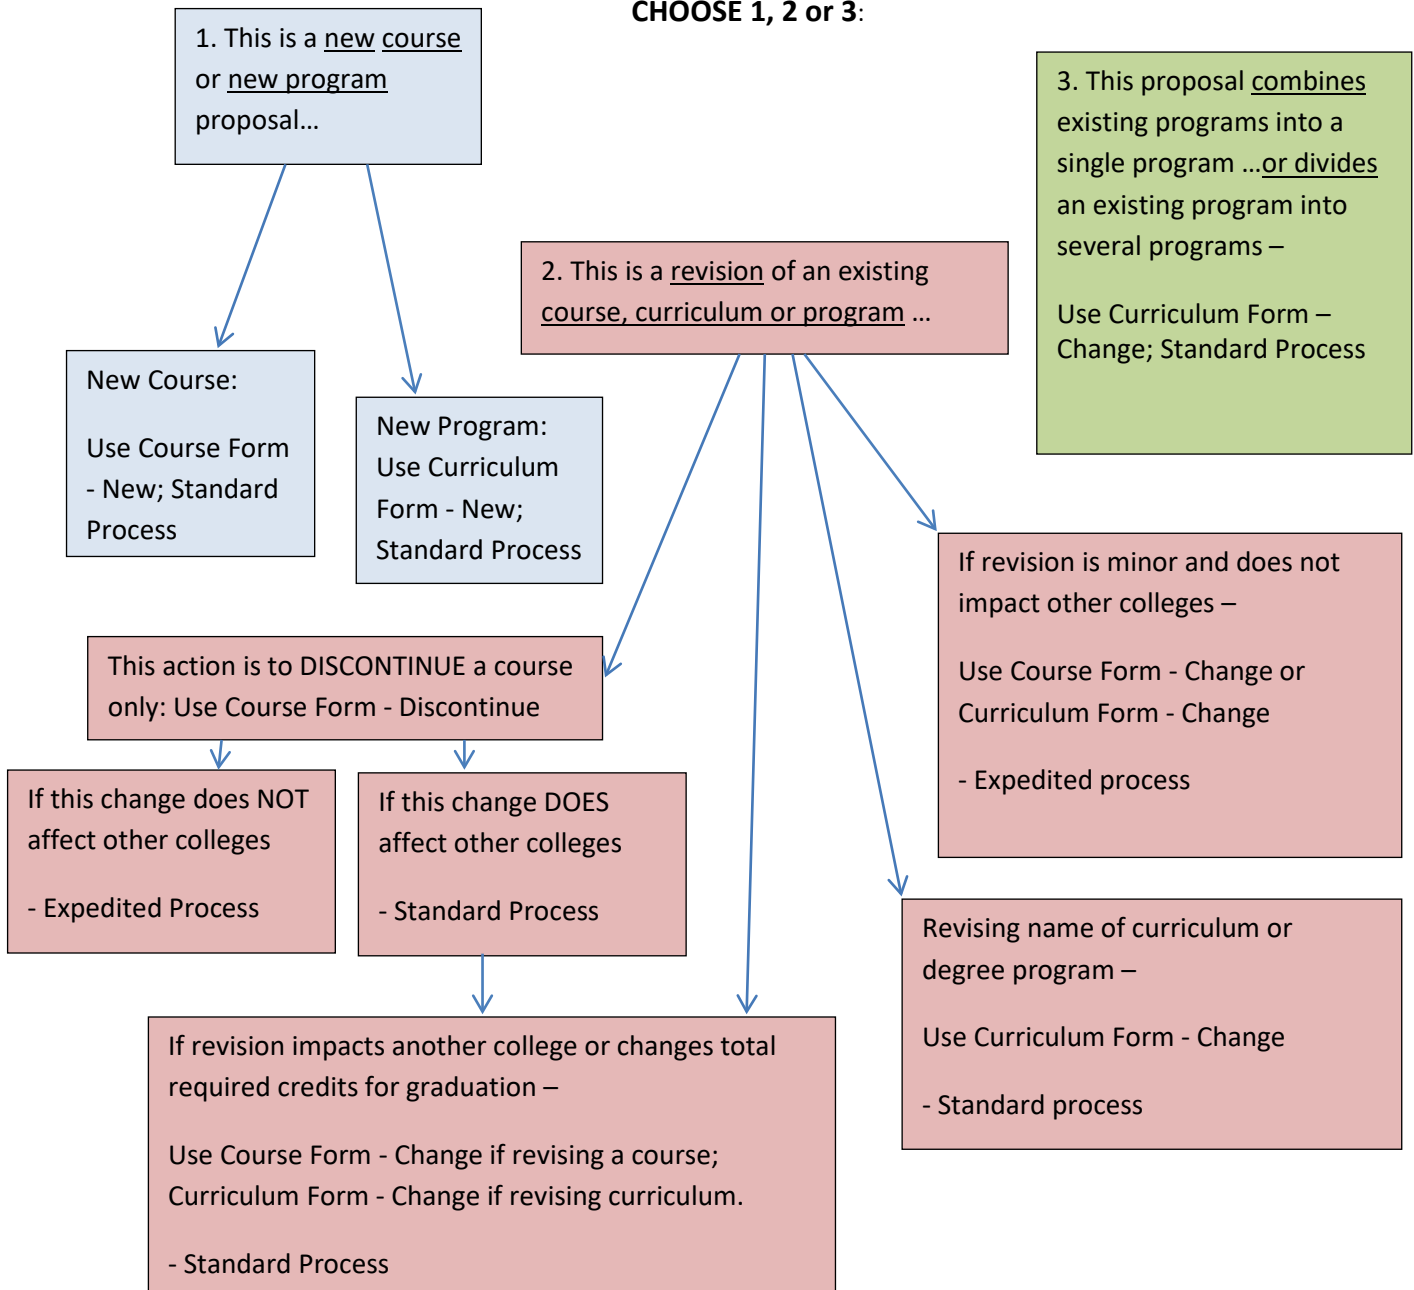 CHOOSE 1, 2 or 3:
1. This is a new course
or new program
proposal…
3. This proposal combines
existing programs into a
single program …or divides
an existing program into
several programs –
Use Curriculum Form –
Change; Standard Process
2. This is a revision of an existing
course, curriculum or program …
New Course:
Use Course Form
- New; Standard
Process
New Program:
Use Curriculum
Form - New;
Standard Process
If revision is minor and does not
impact other colleges –
Use Course Form - Change or
Curriculum Form - Change
- Expedited process
This action is to DISCONTINUE a course
only: Use Course Form - Discontinue
If this change does NOT
affect other colleges
- Expedited Process
If this change DOES
affect other colleges
- Standard Process
Revising name of curriculum or
degree program –
Use Curriculum Form - Change
- Standard process
If revision impacts another college or changes total
required credits for graduation –
Use Course Form - Change if revising a course;
Curriculum Form - Change if revising curriculum.
- Standard Process